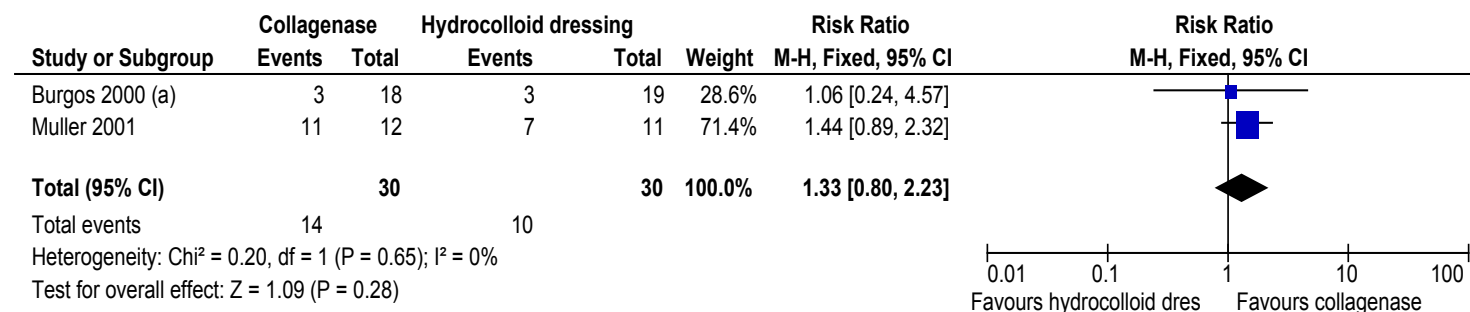 Collagenase Hydrocolloid dressing Risk Ratio Risk Ratio
Study or Subgroup Events Total Events Total Weight M-H, Fixed, 95% CI M-H, Fixed, 95% CI
Burgos 2000 (a) 3 18 3 19 28.6% 1.06 [0.24, 4.57]
Muller 2001 11 12 7 11 71.4% 1.44 [0.89, 2.32]
Total (95% CI) 30 30 100.0% 1.33 [0.80, 2.23]
Total events 14 10
Heterogeneity: Chi² = 0.20, df = 1 (P = 0.65); I² = 0%
Test for overall effect: Z = 1.09 (P = 0.28)
0.01 0.1 1 10 100
Favours hydrocolloid dres Favours collagenase